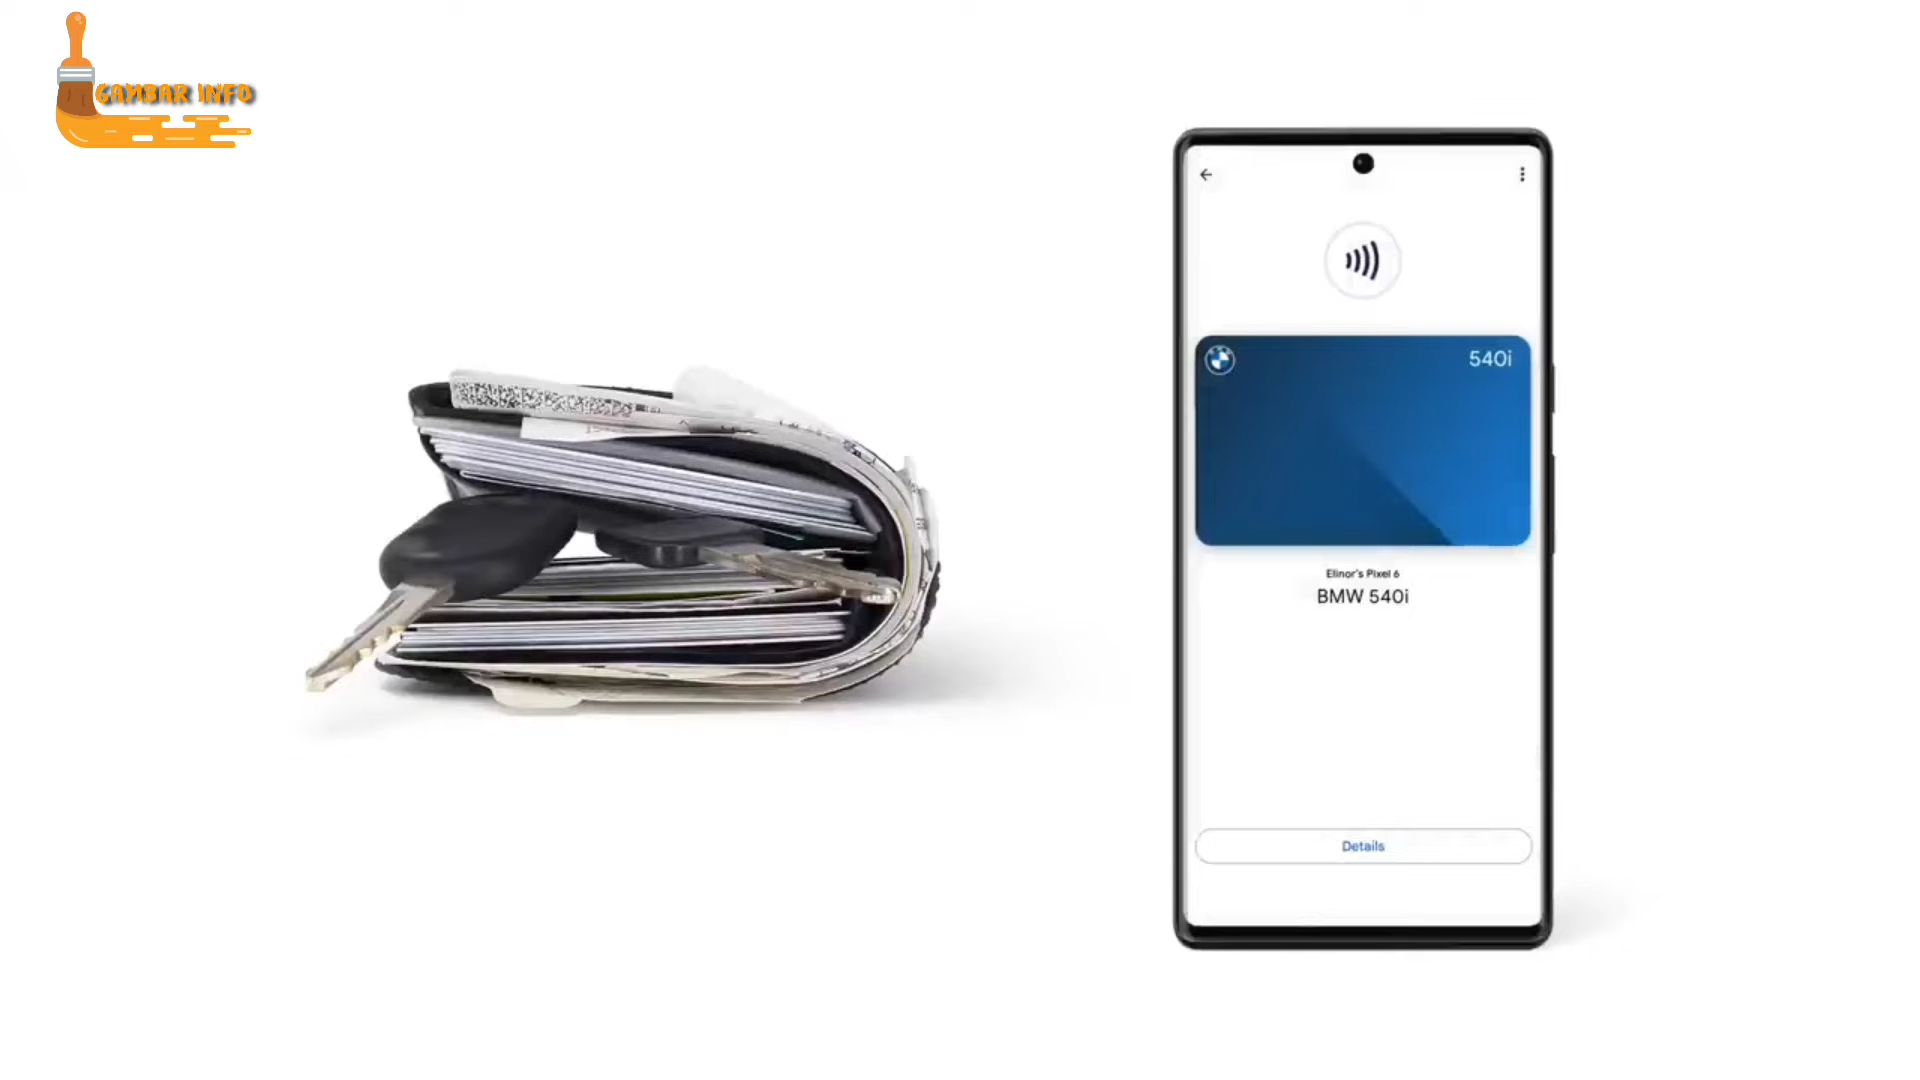 GAMBAR INFO
540i
Elinor's Pixel 6
BMW 540i
Details